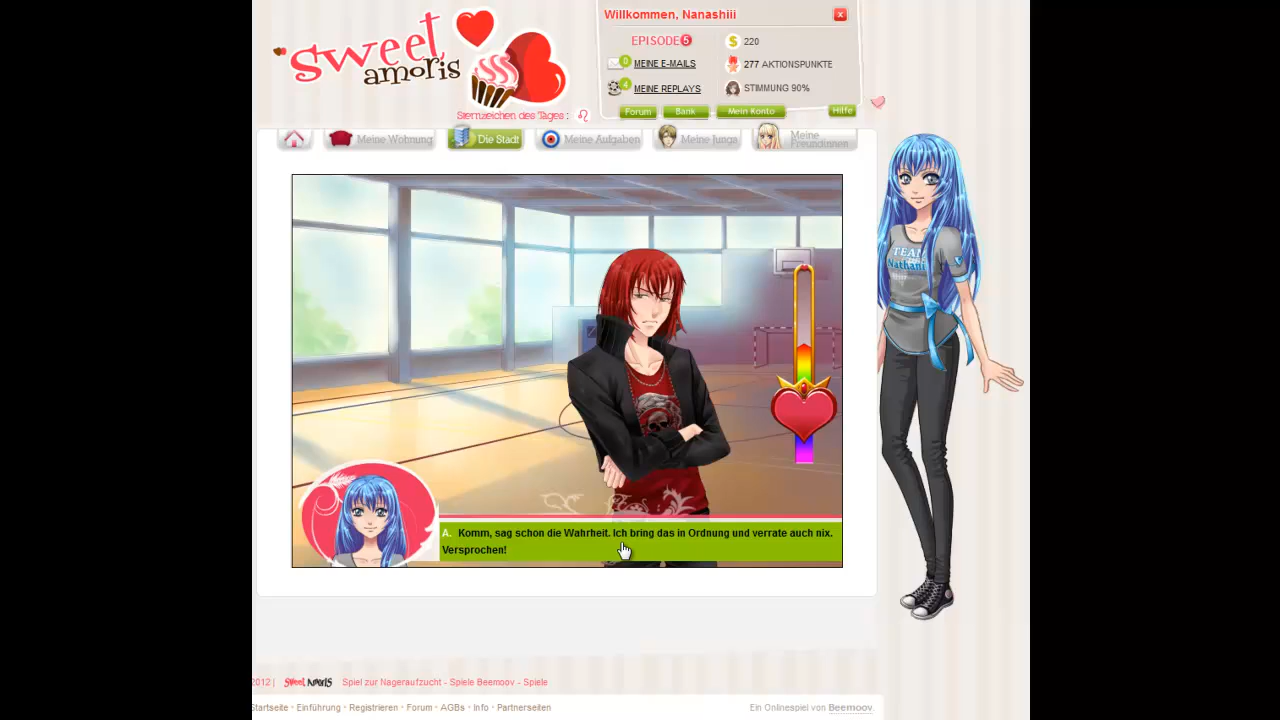 sweet
amoris
Willkommen, Nanashiii
x
EPISODE 5
$ 220
0 MEINE E-MAILS
277 AKTIONSPUNKTE
4 MEINE REPLAYS
STIMMUNG 90%
Sternzeichen des Tages : ♌
Forum
Bank
Mein Konto
Hilfe
Meine Wohnung
Die Stadt
Meine Aufgaben
Meine Jungs
Meine
Freundinnen
TEAM
Nathani
A. Komm, sag schon die Wahrheit. Ich bring das in Ordnung und verrate auch nix.
Versprochen!
2012 | Sweet Amoris Spiel zur Nageraufzucht - Spiele Beemoov - Spiele
Startseite · Einführung · Registrieren · Forum · AGBs · Info · Partnerseiten
Ein Onlinespiel von Beemoov.